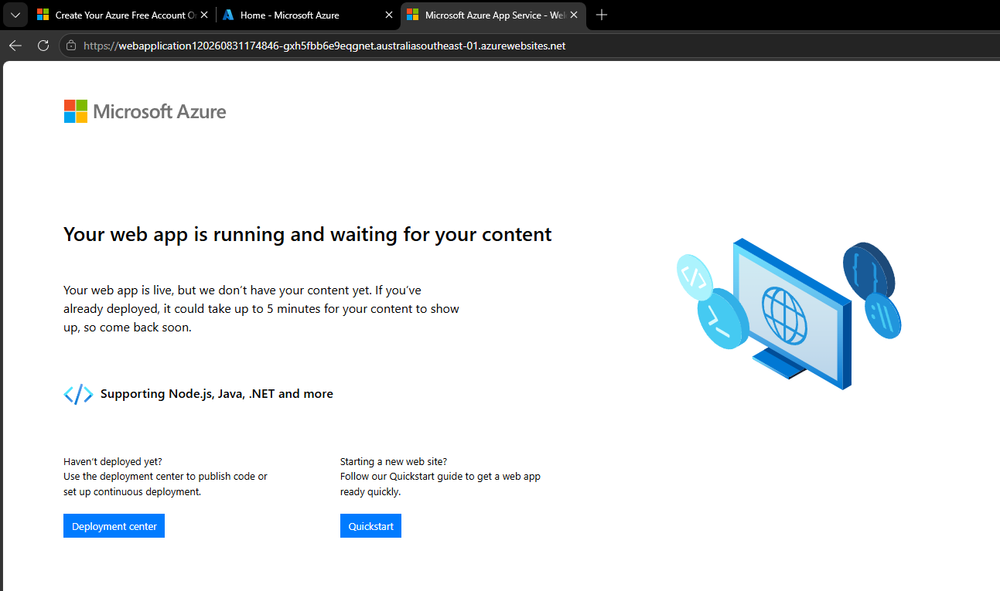 Create Your Azure Free Account O
Home - Microsoft Azure
Microsoft Azure App Service - Wel
https://webapplication120260831174846-gxh5fbb6e9eqgnet.australiasoutheast-01.azurewebsites.net
Microsoft Azure
Your web app is running and waiting for your content
Your web app is live, but we don’t have your content yet. If you’ve
already deployed, it could take up to 5 minutes for your content to show
up, so come back soon.
</> Supporting Node.js, Java, .NET and more
Haven’t deployed yet?
Use the deployment center to publish code or
set up continuous deployment.
Deployment center
Starting a new web site?
Follow our Quickstart guide to get a web app
ready quickly.
Quickstart